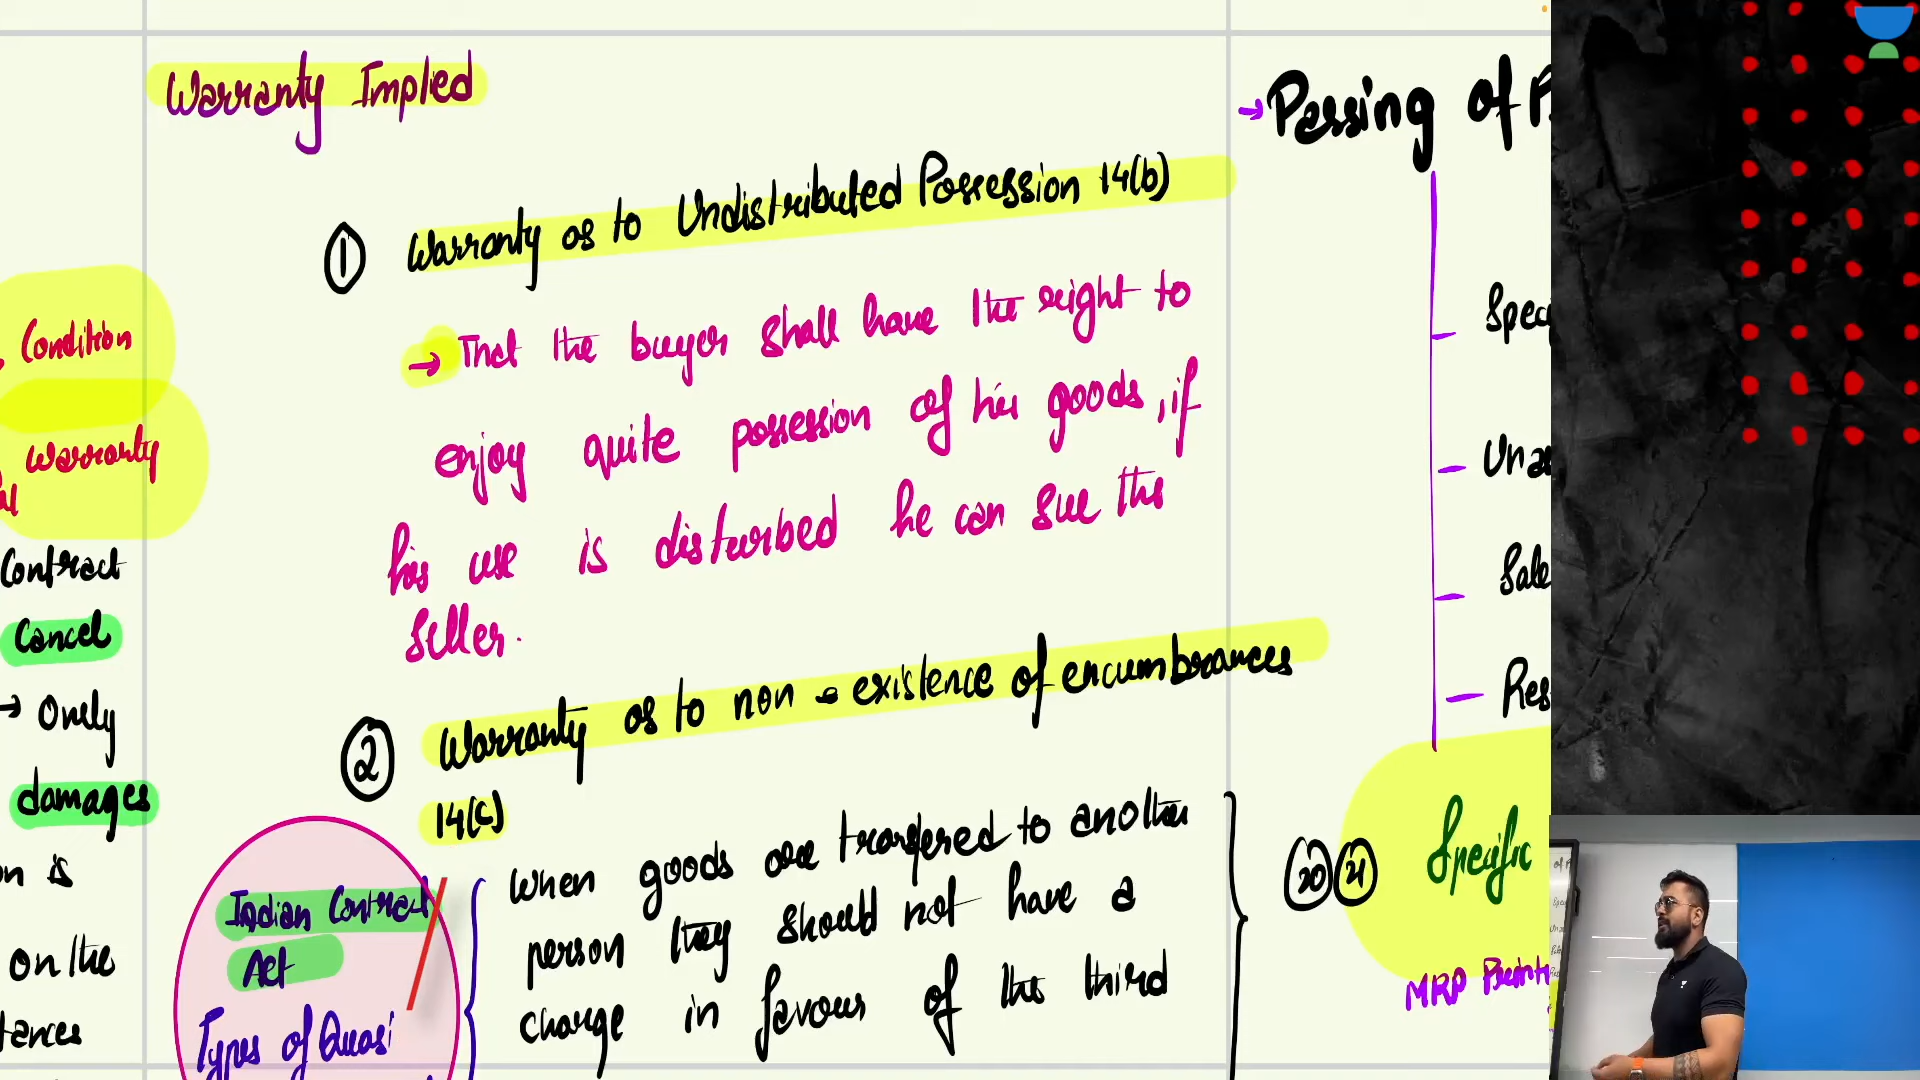 Warranty Implied
→ Passing of P
① Warranty as to Undistributed Possession 14(b)
→ That the buyer shall have the right to
enjoy quite possession of his goods, if
his use is disturbed he can sue the
seller.
② Warranty as to non - existence of encumbrances
14(c)
When goods are transfered to another
person they should not have a
charge in favour of the third
Condition
Warranty
Contract
Cancel
→ Only
damages
n is
on the
tances
Indian Contract
Act
Types of Quasi
Spec
Una
Sale
Res
20 21 Specific
MRP